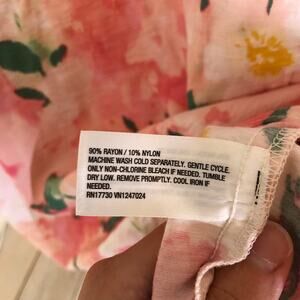 90% RAYON / 10% NYLON
MACHINE WASH COLD SEPARATELY. GENTLE CYCLE.
ONLY NON-CHLORINE BLEACH IF NEEDED. TUMBLE
DRY LOW. REMOVE PROMPTLY. COOL IRON IF
NEEDED.
RN17730 VN1247024